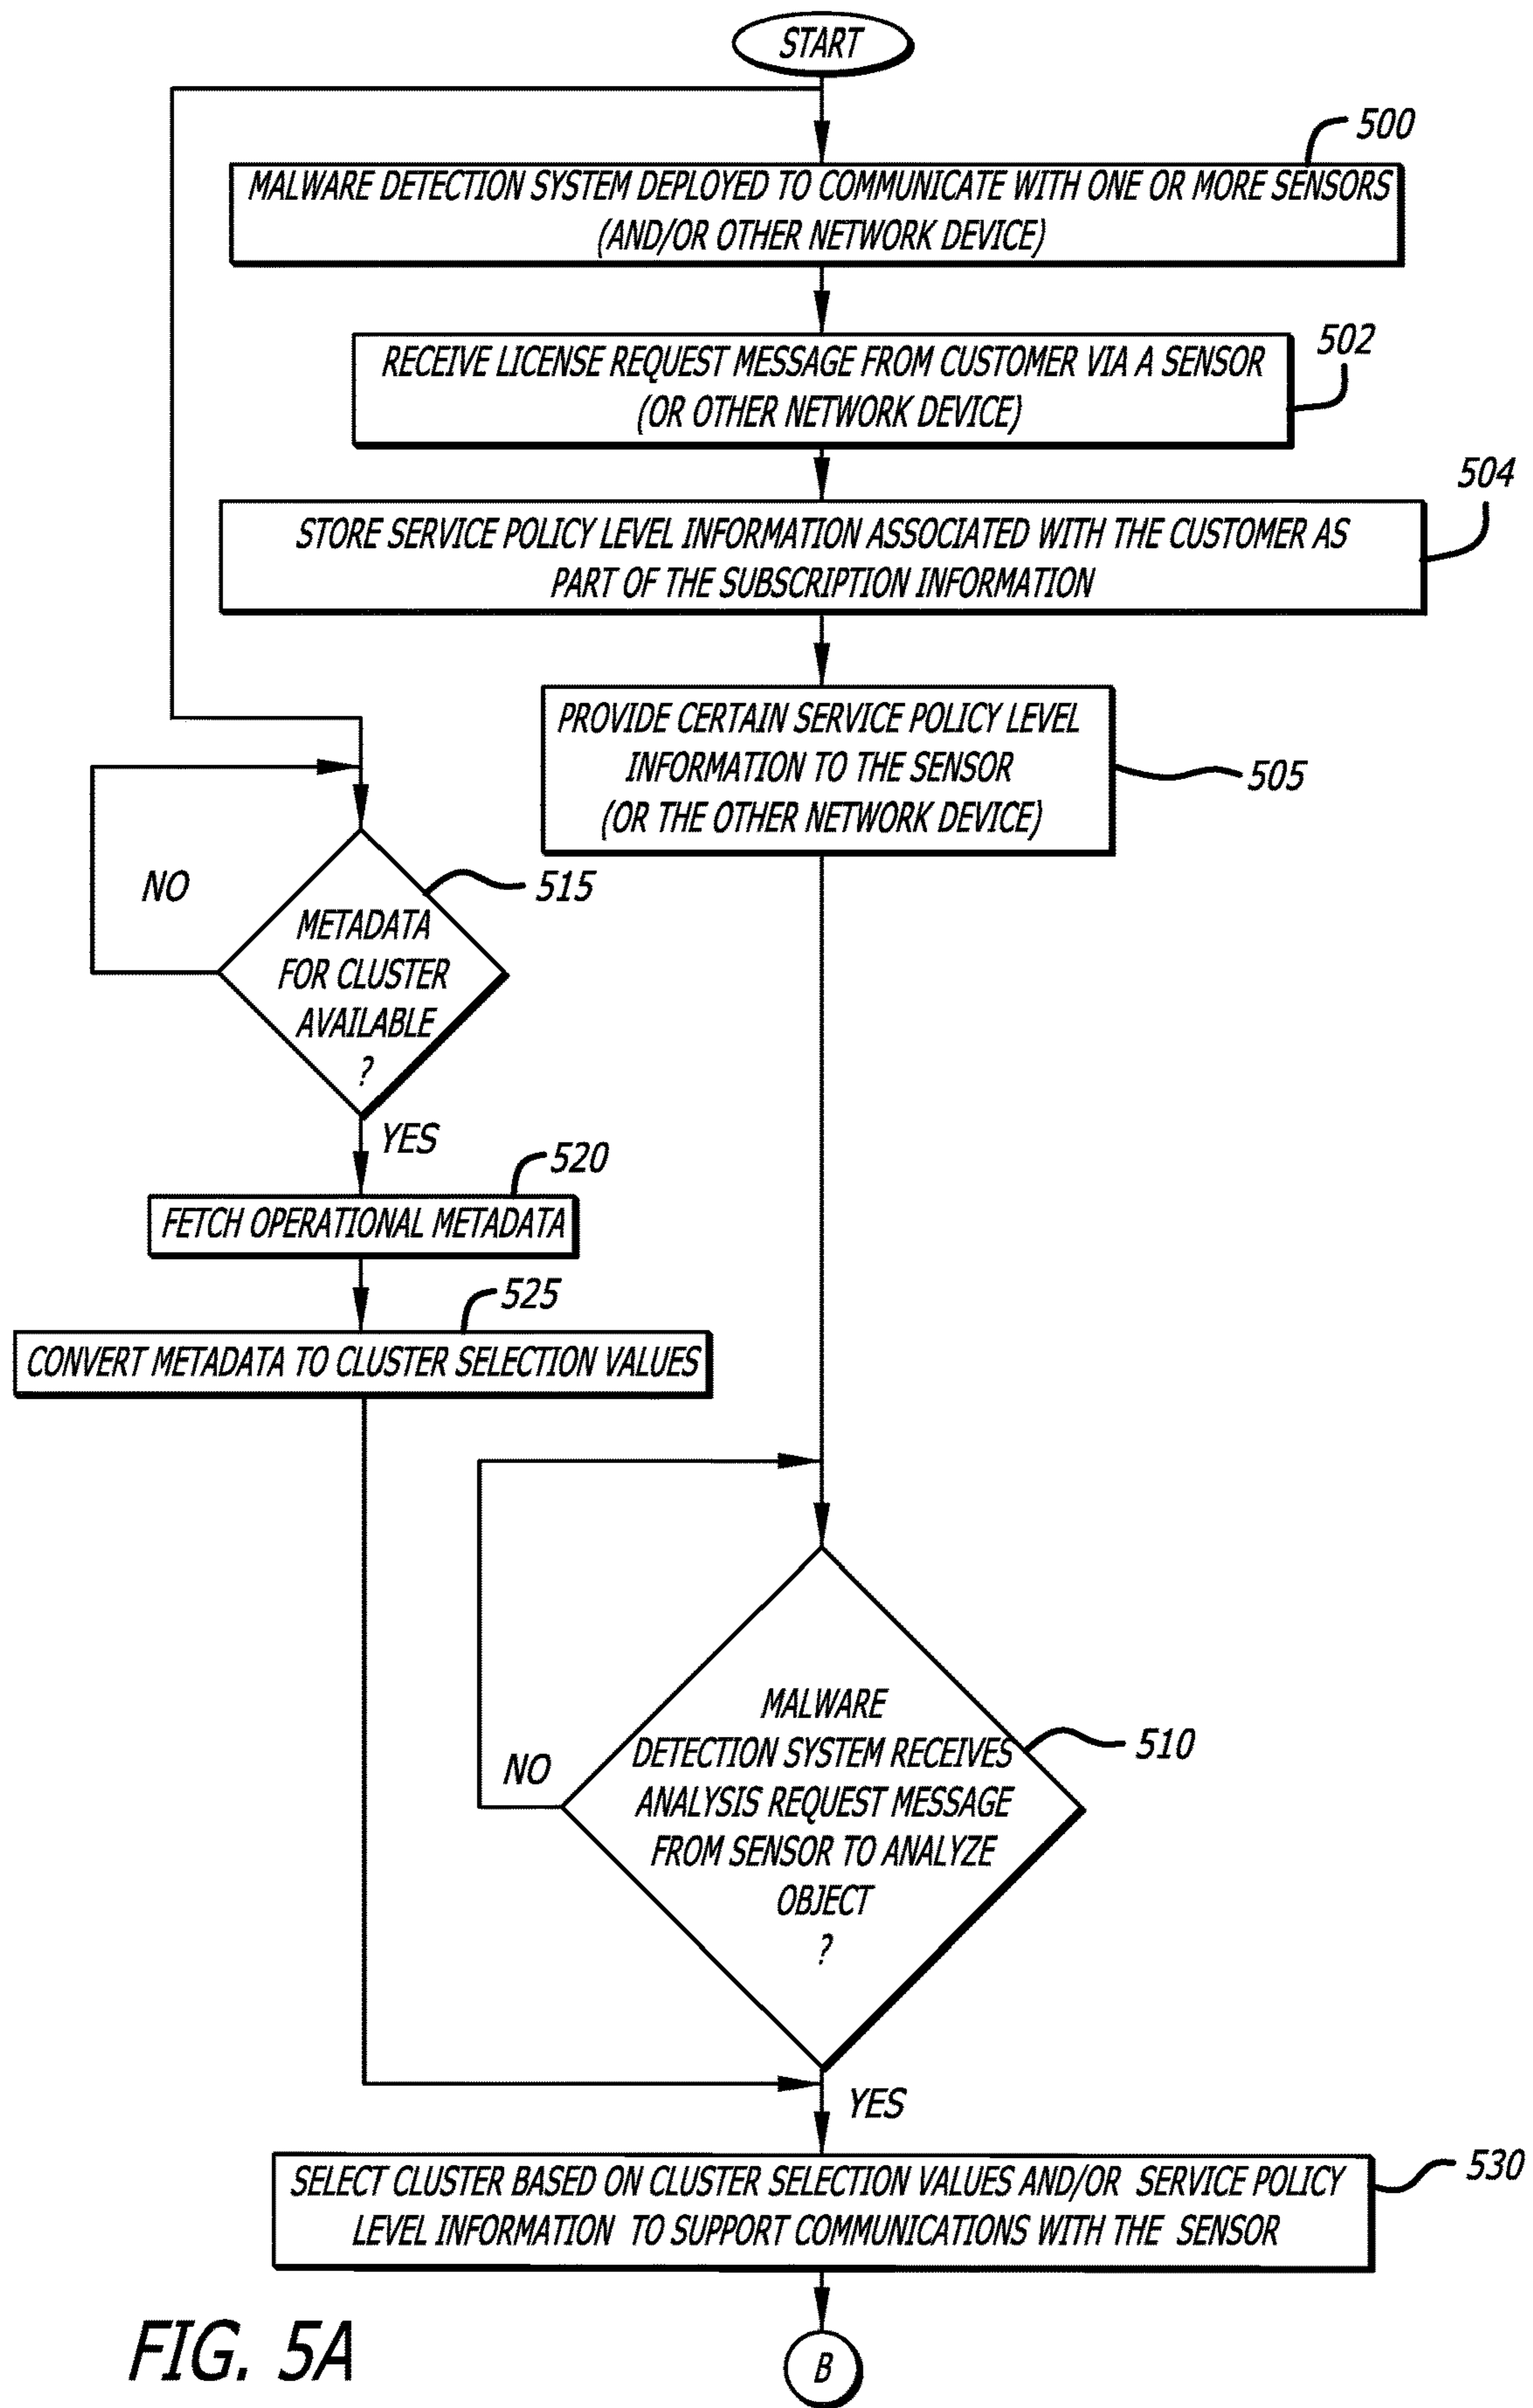 START
500
MALWARE DETECTION SYSTEM DEPLOYED TO COMMUNICATE WITH ONE OR MORE SENSORS
(AND/OR OTHER NETWORK DEVICE)
502
RECEIVE LICENSE REQUEST MESSAGE FROM CUSTOMER VIA A SENSOR
(OR OTHER NETWORK DEVICE)
504
STORE SERVICE POLICY LEVEL INFORMATION ASSOCIATED WITH THE CUSTOMER AS
PART OF THE SUBSCRIPTION INFORMATION
PROVIDE CERTAIN SERVICE POLICY LEVEL
INFORMATION TO THE SENSOR
(OR THE OTHER NETWORK DEVICE)
505
NO
515
METADATA
FOR CLUSTER
AVAILABLE
?
YES
520
FETCH OPERATIONAL METADATA
525
CONVERT METADATA TO CLUSTER SELECTION VALUES
MALWARE
DETECTION SYSTEM RECEIVES
ANALYSIS REQUEST MESSAGE
FROM SENSOR TO ANALYZE
OBJECT
?
510
NO
YES
530
SELECT CLUSTER BASED ON CLUSTER SELECTION VALUES AND/OR SERVICE POLICY
LEVEL INFORMATION TO SUPPORT COMMUNICATIONS WITH THE SENSOR
B
FIG. 5A